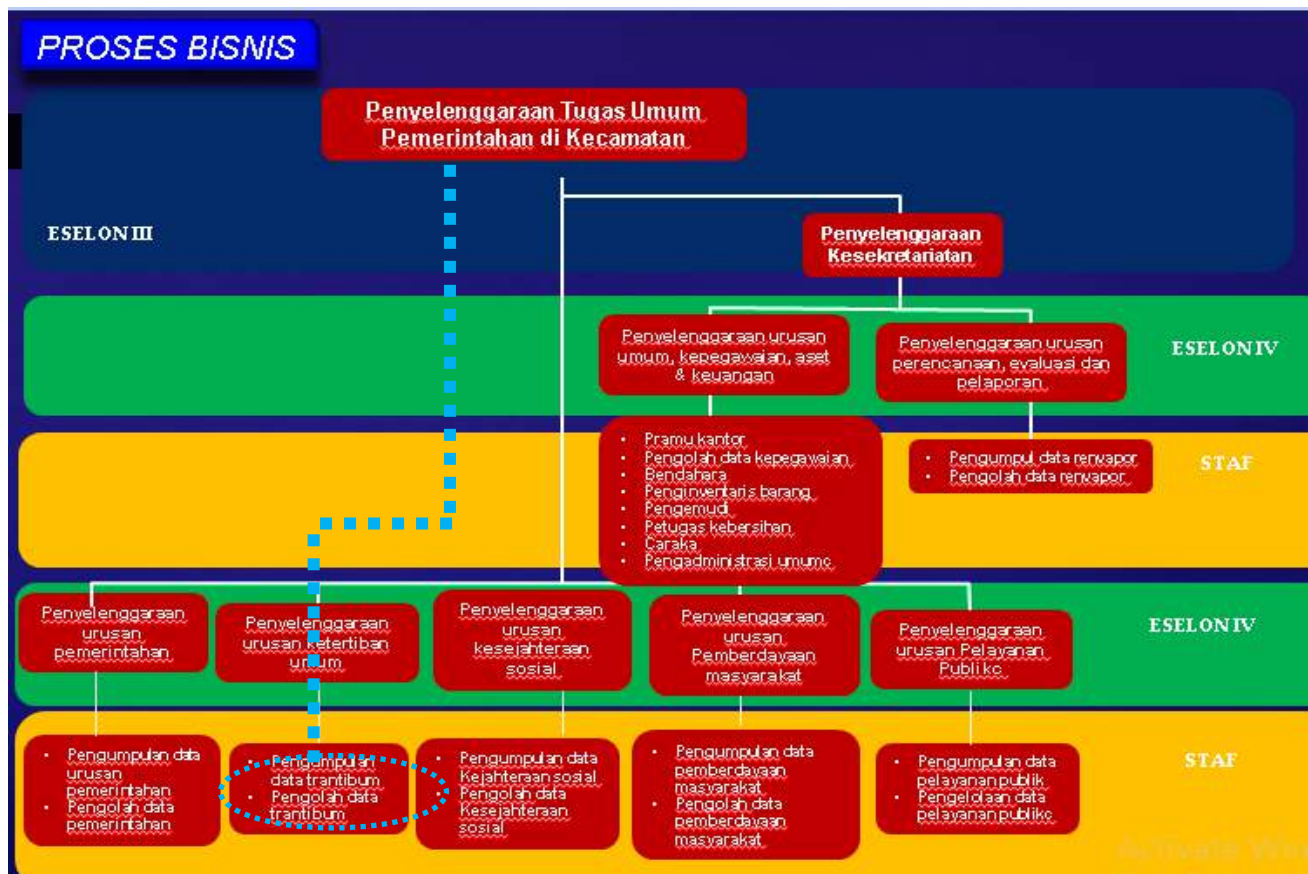 PROSES BISNIS
Penyelenggaraan Tugas Umum
Pemerintahan di Kecamatan
ESELON III
Penyelenggaraan
Kesekretariatan
Penyelenggaraan urusan
umum, kepegawaian, aset
& keuangan
Penyelenggaraan urusan
perencanaan, evaluasi dan
pelaporan
ESELON IV
• Pramu kantor
• Pengolah data kepegawaian
• Bendahara
• Penginventaris barang
• Pengemudi
• Petugas kebersihan
• Caraka
• Pengadministrasi umumc
• Pengumpul data renvapor
• Pengolah data renvapor
STAF
Penyelenggaraan
urusan
pemerintahan
Penyelenggaraan
urusan ketertiban
umum
Penyelenggaraan
urusan
kesejahteraan
sosial
Penyelenggaraan
urusan
Pemberdayaan
masyarakat
Penyelenggaraan
urusan Pelayanan
Publikc
ESELON IV
• Pengumpulan data
urusan
pemerintahan
• Pengolah data
pemerintahan
• Pengumpulan
data trantibum
• Pengolah data
trantibum
• Pengumpulan data
Kejahteraan sosial
• Pengolah data
Kesejahteraan
sosial
• Pengumpulan data
pemberdayaan
masyarakat
• Pengolah data
pemberdayaan
masyarakat
• Pengumpulan data
pelayanan publik
• Pengelolaan data
pelayanan publikc
STAF